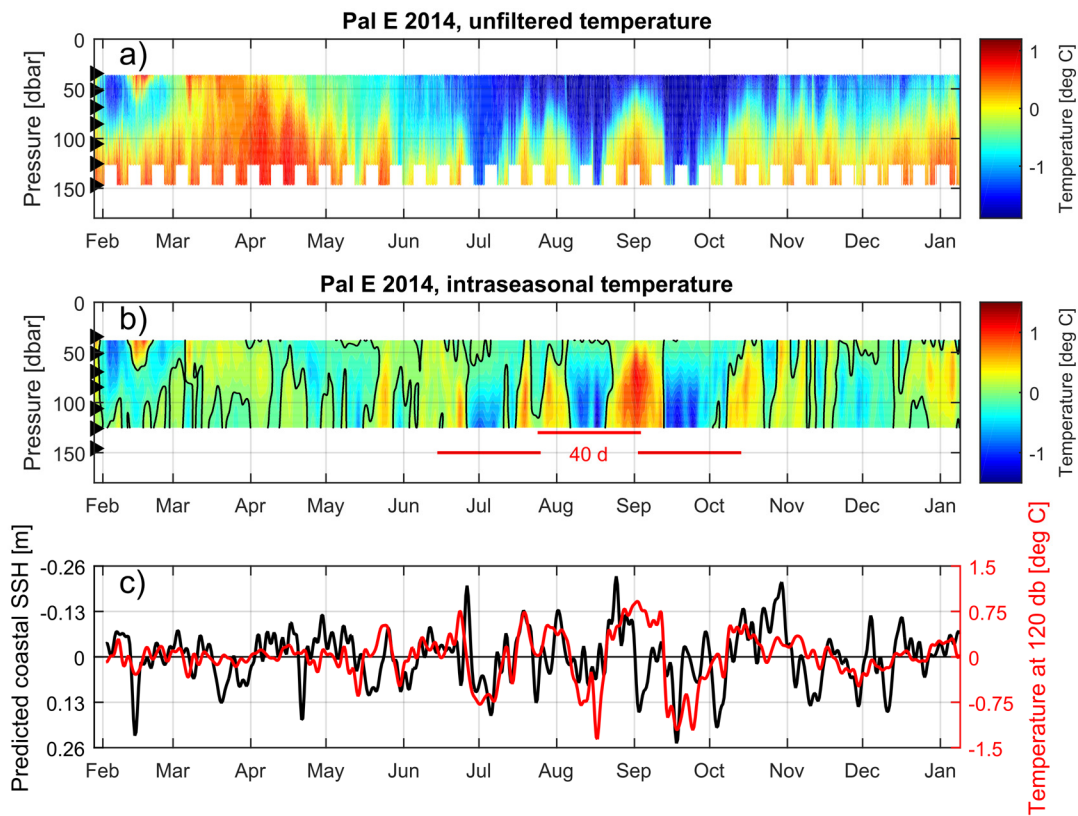 Pal E 2014, unfiltered temperature
a)
Pressure [dbar]
0
50
100
150
Feb Mar Apr May Jun Jul Aug Sep Oct Nov Dec Jan
1
0
-1
Temperature [deg C]
Pal E 2014, intraseasonal temperature
b)
Pressure [dbar]
0
50
100
150
40 d
Feb Mar Apr May Jun Jul Aug Sep Oct Nov Dec Jan
1
0
-1
Temperature [deg C]
c)
Predicted coastal SSH [m]
-0.26
-0.13
0
0.13
0.26
Feb Mar Apr May Jun Jul Aug Sep Oct Nov Dec Jan
1.5
0.75
0
-0.75
-1.5
Temperature at 120 db [deg C]